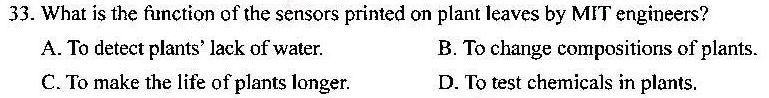 33. What is the function of the sensors printed on plant leaves by MIT engineers?
A. To detect plants' lack of water. B. To change compositions of plants.
C. To make the life of plants longer. D. To test chemicals in plants.